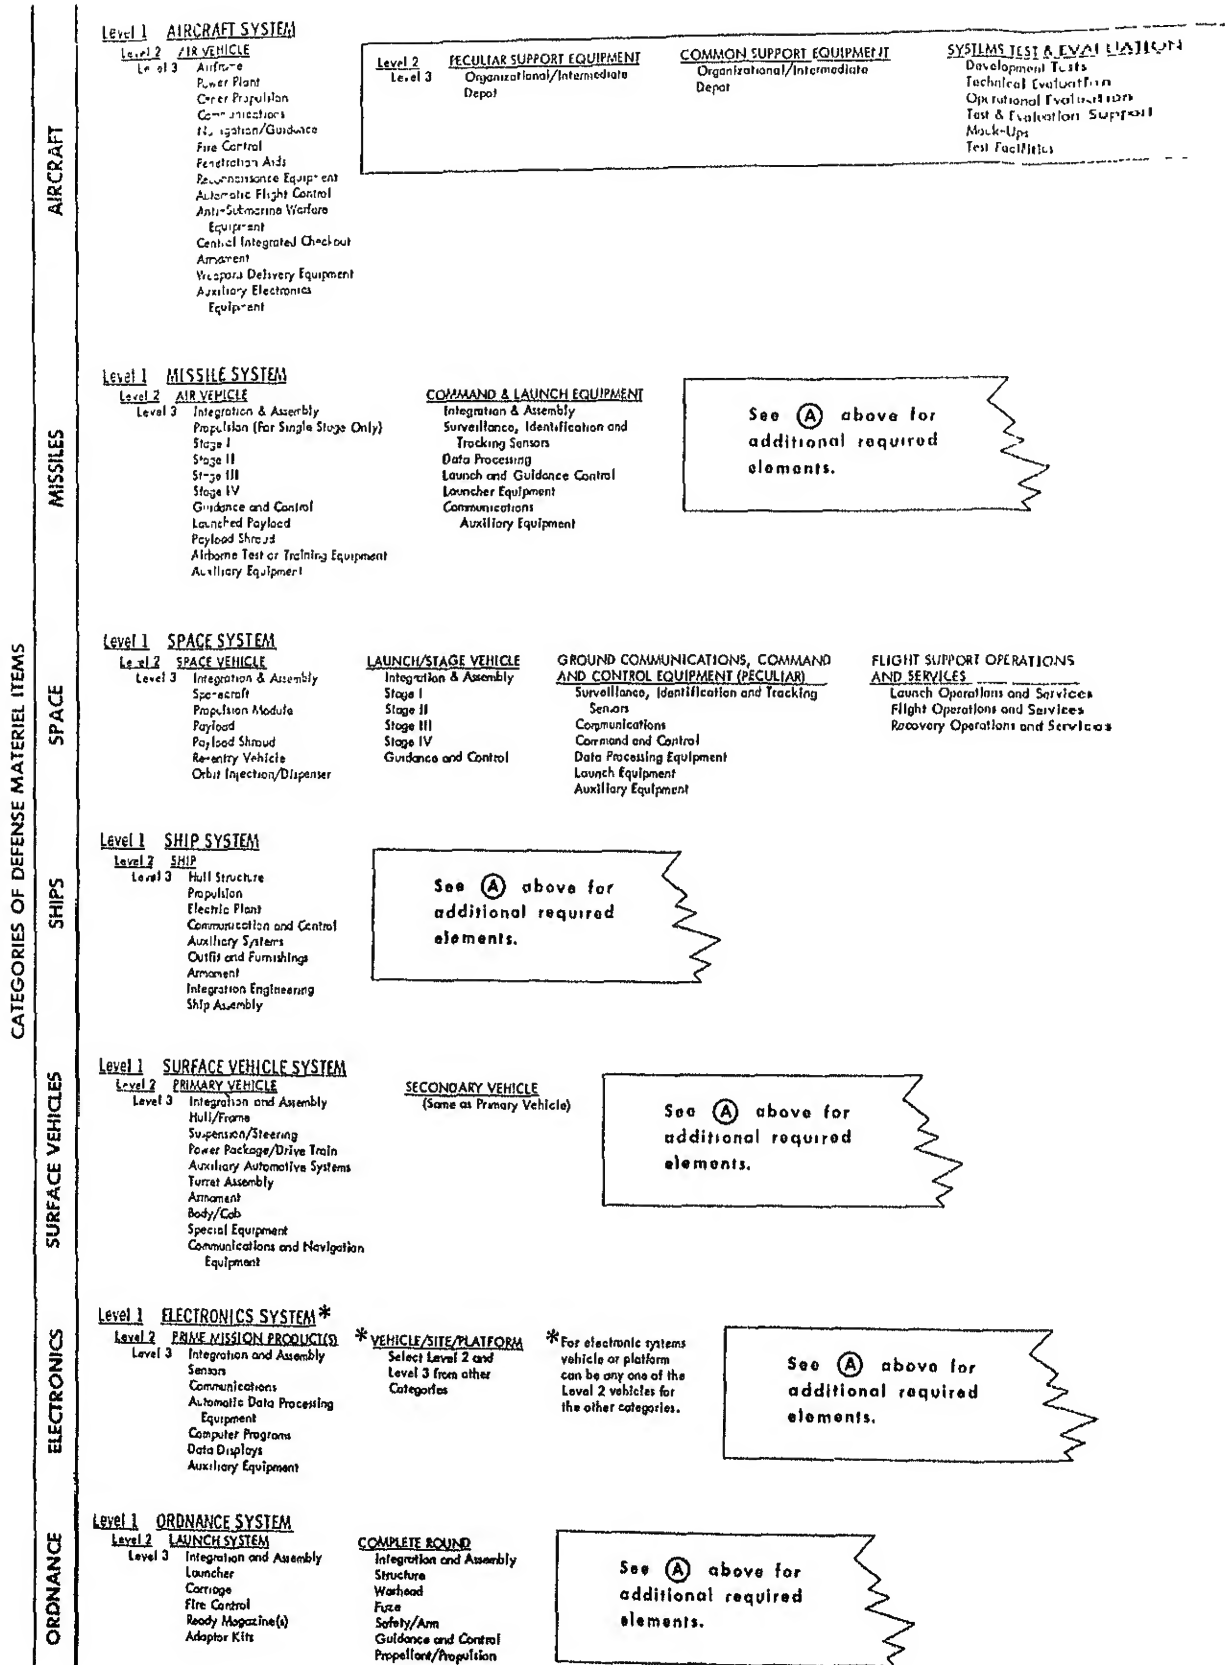 CATEGORIES OF DEFENSE MATERIEL ITEMS
AIRCRAFT
Level 1 AIRCRAFT SYSTEM
Level 2 AIR VEHICLE
Level 3 Airframe
Power Plant
Other Propulsion
Communications
Navigation/Guidance
Fire Control
Penetration Aids
Reconnaissance Equipment
Automatic Flight Control
Anti-Submarine Warfare
Equipment
Central Integrated Checkout
Armament
Weapons Delivery Equipment
Auxiliary Electronics
Equipment
Level 2 PECULIAR SUPPORT EQUIPMENT
Level 3 Organizational/Intermediate
Depot
COMMON SUPPORT EQUIPMENT
Organizational/Intermediate
Depot
SYSTEMS TEST & EVALUATION
Development Tests
Technical Evaluation
Operational Evaluation
Test & Evaluation Support
Mock-Ups
Test Facilities
MISSILES
Level 1 MISSILE SYSTEM
Level 2 AIR VEHICLE
Level 3 Integration & Assembly
Propulsion (For Single Stage Only)
Stage I
Stage II
Stage III
Stage IV
Guidance and Control
Launched Payload
Payload Shroud
Airborne Test or Training Equipment
Auxiliary Equipment
COMMAND & LAUNCH EQUIPMENT
Integration & Assembly
Surveillance, Identification and
Tracking Sensors
Data Processing
Launch and Guidance Control
Launcher Equipment
Communications
Auxiliary Equipment
See A above for
additional required
elements.
SPACE
Level 1 SPACE SYSTEM
Level 2 SPACE VEHICLE
Level 3 Integration & Assembly
Spacecraft
Propulsion Module
Payload
Payload Shroud
Re-entry Vehicle
Orbit Injection/Dispenser
LAUNCH/STAGE VEHICLE
Integration & Assembly
Stage I
Stage II
Stage III
Stage IV
Guidance and Control
GROUND COMMUNICATIONS, COMMAND
AND CONTROL EQUIPMENT (PECULIAR)
Surveillance, Identification and Tracking
Sensors
Communications
Command and Control
Data Processing Equipment
Launch Equipment
Auxiliary Equipment
FLIGHT SUPPORT OPERATIONS
AND SERVICES
Launch Operations and Services
Flight Operations and Services
Recovery Operations and Services
SHIPS
Level 1 SHIP SYSTEM
Level 2 SHIP
Level 3 Hull Structure
Propulsion
Electric Plant
Communication and Control
Auxiliary Systems
Outfit and Furnishings
Armament
Integration Engineering
Ship Assembly
See A above for
additional required
elements.
SURFACE VEHICLES
Level 1 SURFACE VEHICLE SYSTEM
Level 2 PRIMARY VEHICLE
Level 3 Integration and Assembly
Hull/Frame
Suspension/Steering
Power Package/Drive Train
Auxiliary Automotive Systems
Turret Assembly
Armament
Body/Cab
Special Equipment
Communications and Navigation
Equipment
SECONDARY VEHICLE
(Same as Primary Vehicle)
See A above for
additional required
elements.
ELECTRONICS
Level 1 ELECTRONICS SYSTEM*
Level 2 PRIME MISSION PRODUCT(S)
Level 3 Integration and Assembly
Sensors
Communications
Automatic Data Processing
Equipment
Computer Programs
Data Displays
Auxiliary Equipment
*VEHICLE/SITE/PLATFORM
Select Level 2 and
Level 3 from other
Categories
*For electronic systems
vehicle or platform
can be any one of the
Level 2 vehicles for
the other categories.
See A above for
additional required
elements.
ORDNANCE
Level 1 ORDNANCE SYSTEM
Level 2 LAUNCH SYSTEM
Level 3 Integration and Assembly
Launcher
Carriage
Fire Control
Ready Magazine(s)
Adaptor Kits
COMPLETE ROUND
Integration and Assembly
Structure
Warhead
Fuze
Safety/Arm
Guidance and Control
Propellant/Propulsion
See A above for
additional required
elements.